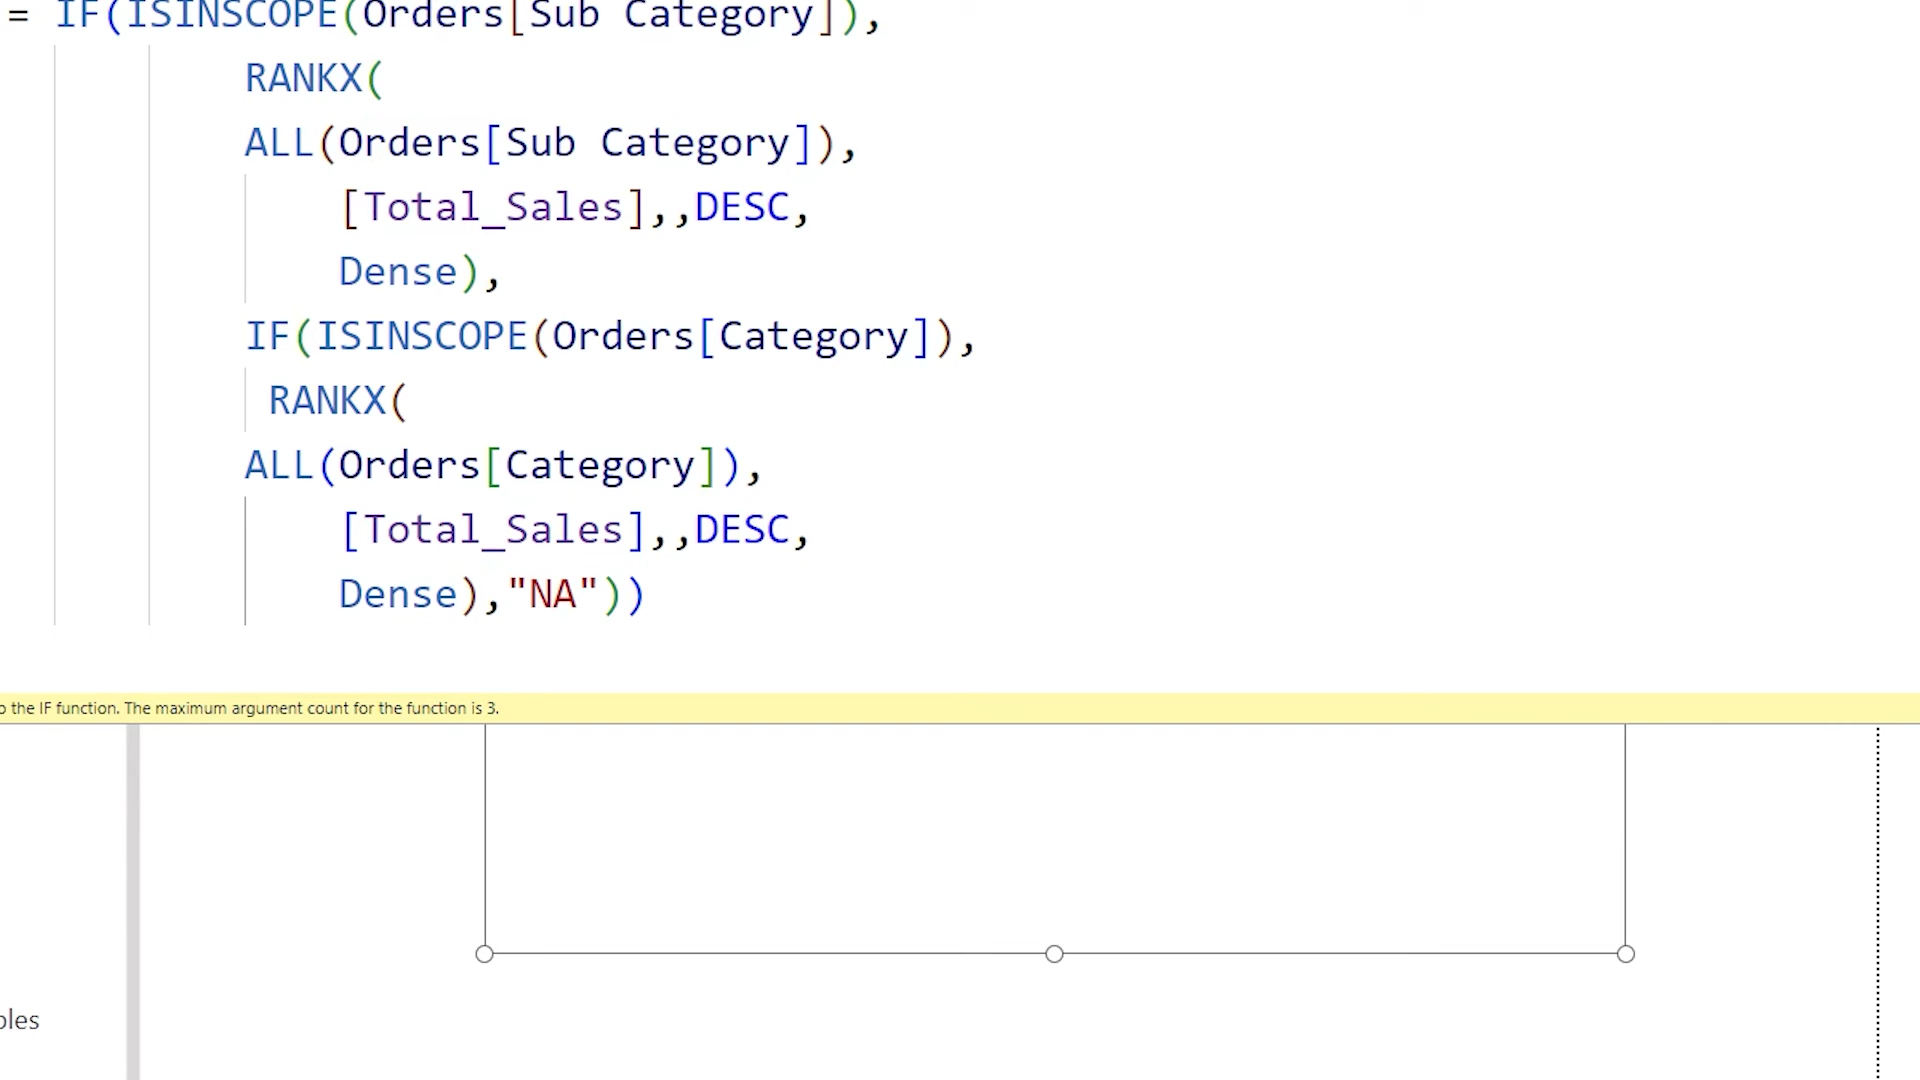 = IF(ISINSCOPE(Orders[Sub Category]),
RANKX(
ALL(Orders[Sub Category]),
[Total_Sales],,DESC,
Dense),
IF(ISINSCOPE(Orders[Category]),
RANKX(
ALL(Orders[Category]),
[Total_Sales],,DESC,
Dense),"NA"))
the IF function. The maximum argument count for the function is 3.